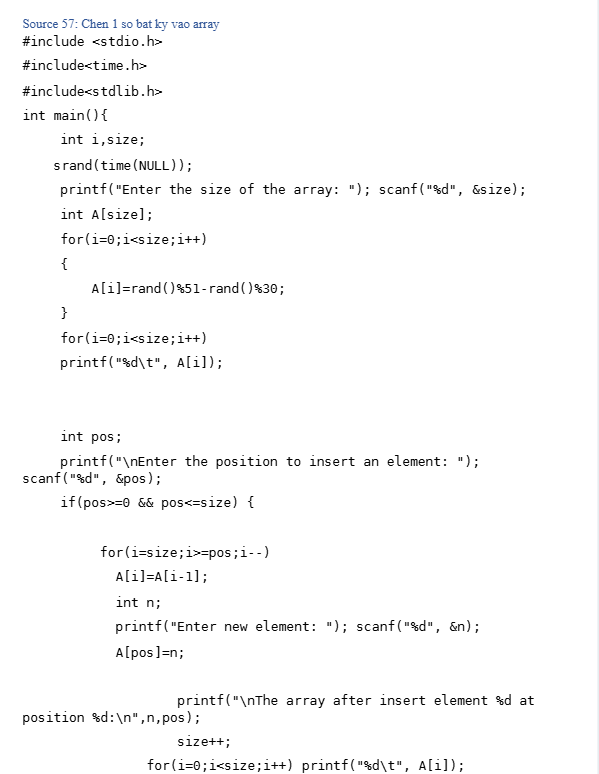 Source 57: Chen 1 so bat ky vao array
#include <stdio.h>
#include<time.h>
#include<stdlib.h>
int main(){
int i,size;
srand(time(NULL));
printf("Enter the size of the array: "); scanf("%d", &size);
int A[size];
for(i=0;i<size;i++)
{
A[i]=rand()%51-rand()%30;
}
for(i=0;i<size;i++)
printf("%d\t", A[i]);
int pos;
printf("\nEnter the position to insert an element: ");
scanf("%d", &pos);
if(pos>=0 && pos<=size) {
for(i=size;i>=pos;i--)
A[i]=A[i-1];
int n;
printf("Enter new element: "); scanf("%d", &n);
A[pos]=n;
printf("\nThe array after insert element %d at
position %d:\n",n,pos);
size++;
for(i=0;i<size;i++) printf("%d\t", A[i]);